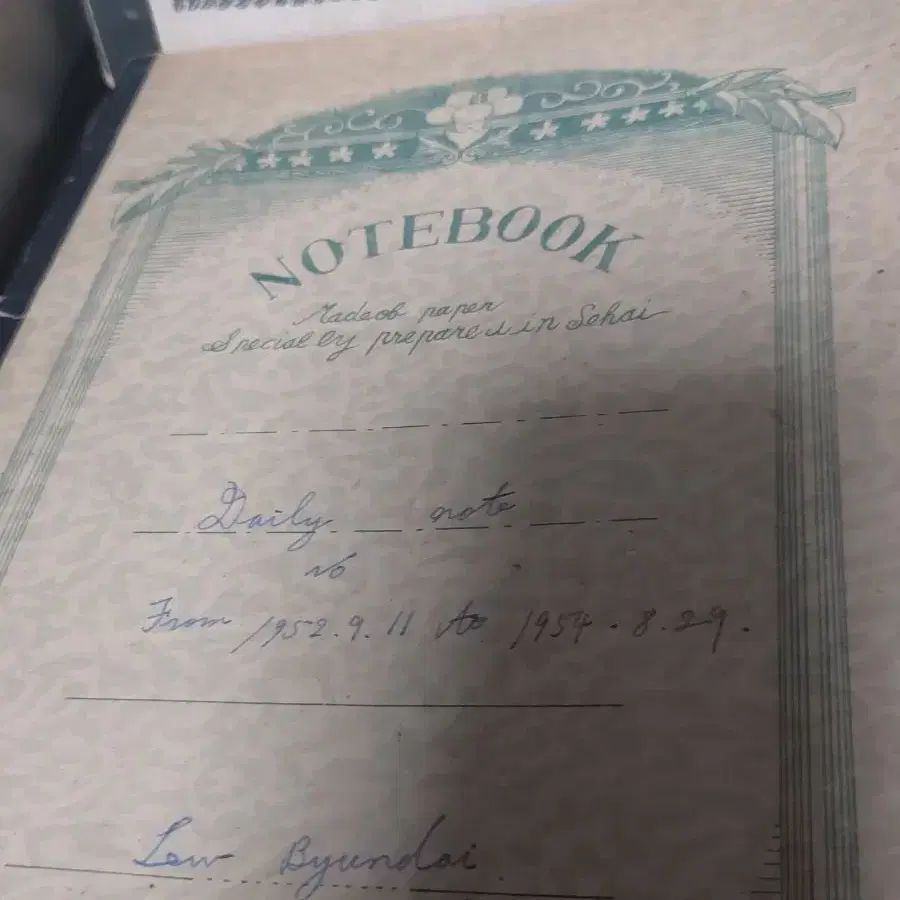 NOTEBOOK
Made of paper
Specially prepared in Sehai
Daily note
No
From 1952.9.11 to 1954.8.29.
Lew Byundai